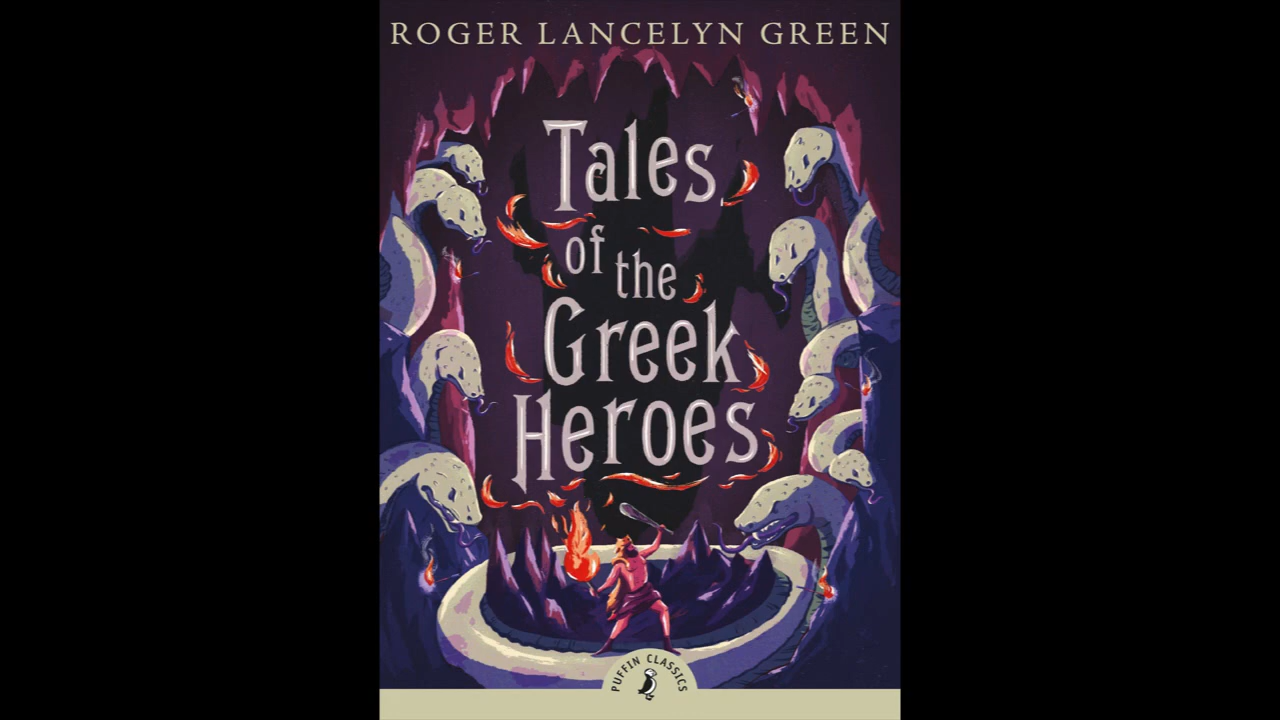 ROGER LANCELYN GREEN
Tales
of the
Greek
Heroes
PUFFIN CLASSICS